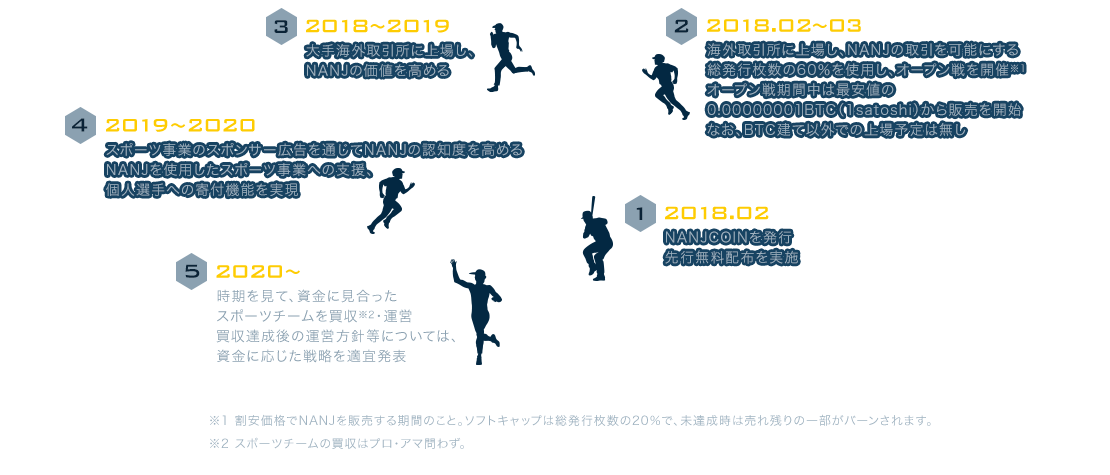 3
2018〜2019
大手海外取引所に上場し、
NANJの価値を高める
2
2018.02〜03
海外取引所に上場し、NANJの取引を可能にする
総発行枚数の60%を使用し、オープン戦を開催※1
オープン戦期間中は最安値の
0.00000001BTC（1satoshi）から販売を開始
なお、BTC建て以外での上場予定は無し
4
2019〜2020
スポーツ事業のスポンサー広告を通じてNANJの認知度を高める
NANJを使用したスポーツ事業への支援、
個人選手への寄付機能を実現
1
2018.02
NANJCOINを発行
先行無料配布を実施
5
2020〜
時期を見て、資金に見合った
スポーツチームを買収※2・運営
買収達成後の運営方針等については、
資金に応じた戦略を適宜発表
※1 割安価格でNANJを販売する期間のこと。ソフトキャップは総発行枚数の20%で、未達成時は売れ残りの一部がバーンされます。
※2 スポーツチームの買収はプロ・アマ問わず。